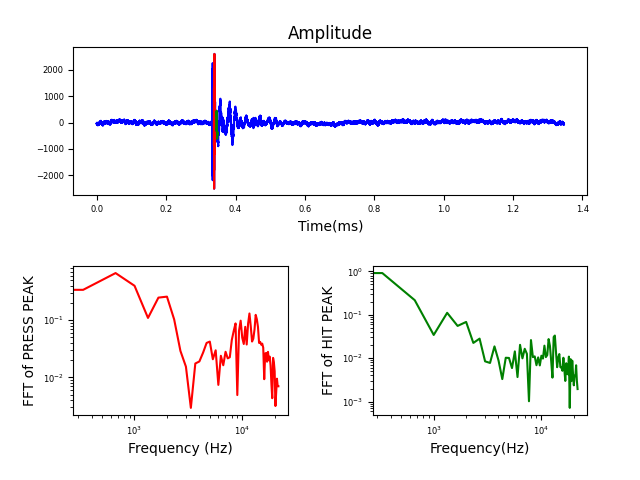 Amplitude
2000
1000
0
−1000
−2000
0.0 0.2 0.4 0.6 0.8 1.0 1.2 1.4
Time(ms)
FFT of PRESS PEAK
10⁻¹
10⁻²
10³ 10⁴
Frequency (Hz)
FFT of HIT PEAK
10⁰
10⁻¹
10⁻²
10⁻³
10³ 10⁴
Frequency(Hz)